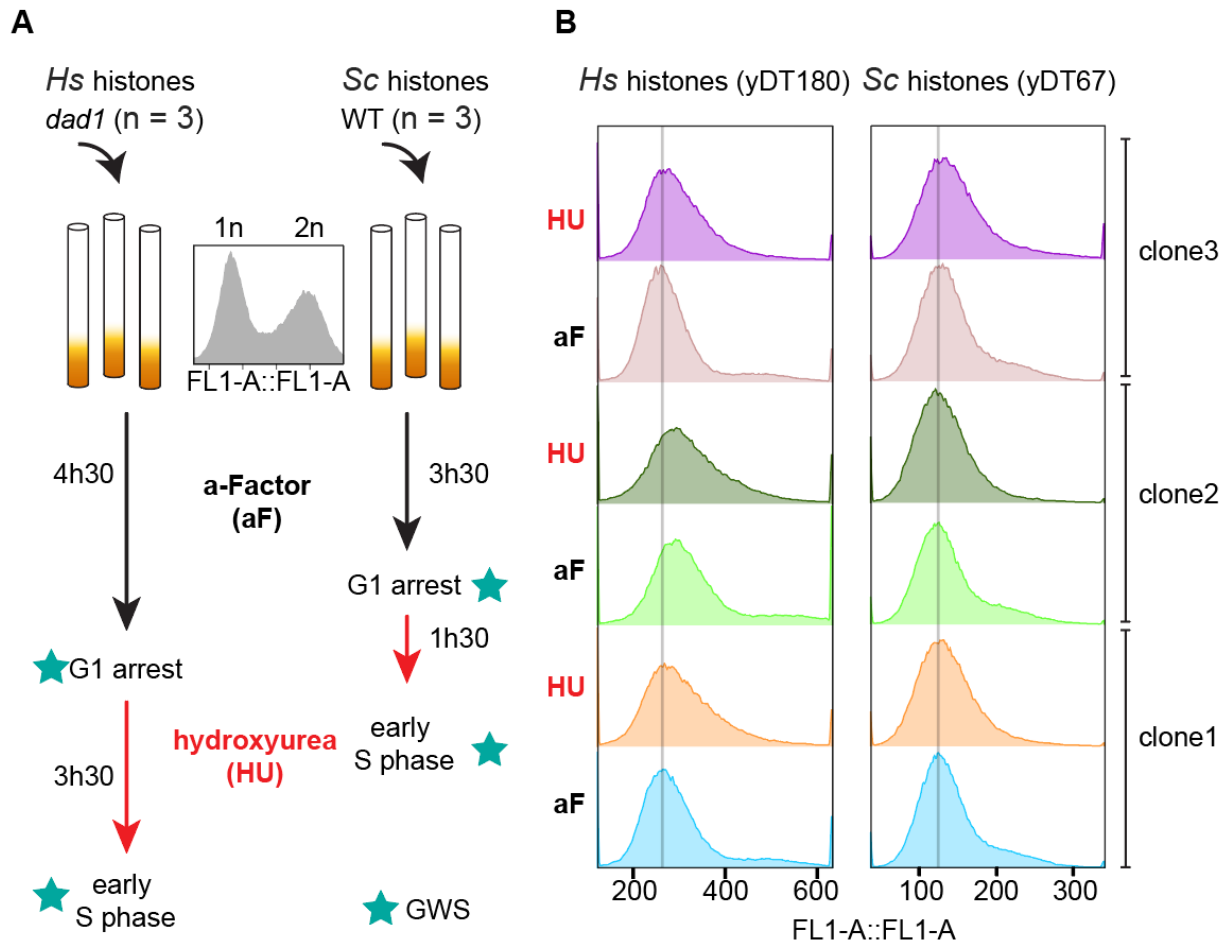 A
Hs histones
dad1 (n = 3)
Sc histones
WT (n = 3)
1n 2n
FL1-A::FL1-A
4h30
a-Factor
(aF)
3h30
G1 arrest
1h30
G1 arrest
hydroxyurea
(HU)
early
S phase
3h30
early
S phase
GWS
B
Hs histones (yDT180)
Sc histones (yDT67)
HU
aF
clone3
HU
aF
clone2
HU
aF
clone1
200 400 600
100 200 300
FL1-A::FL1-A